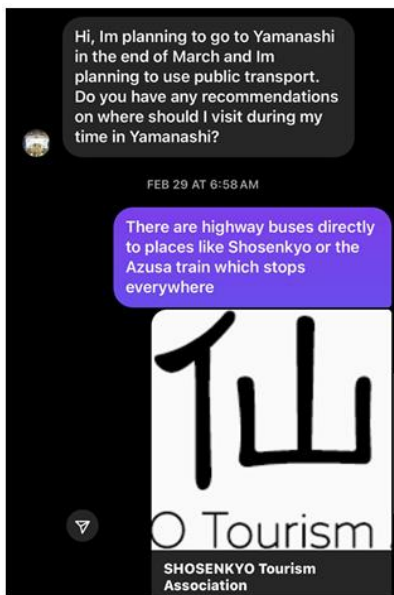 Hi, Im planning to go to Yamanashi
in the end of March and Im
planning to use public transport.
Do you have any recommendations
on where should I visit during my
time in Yamanashi?
FEB 29 AT 6:58 AM
There are highway buses directly
to places like Shosenkyo or the
Azusa train which stops
everywhere
仙
O Tourism
SHOSENKYO Tourism
Association